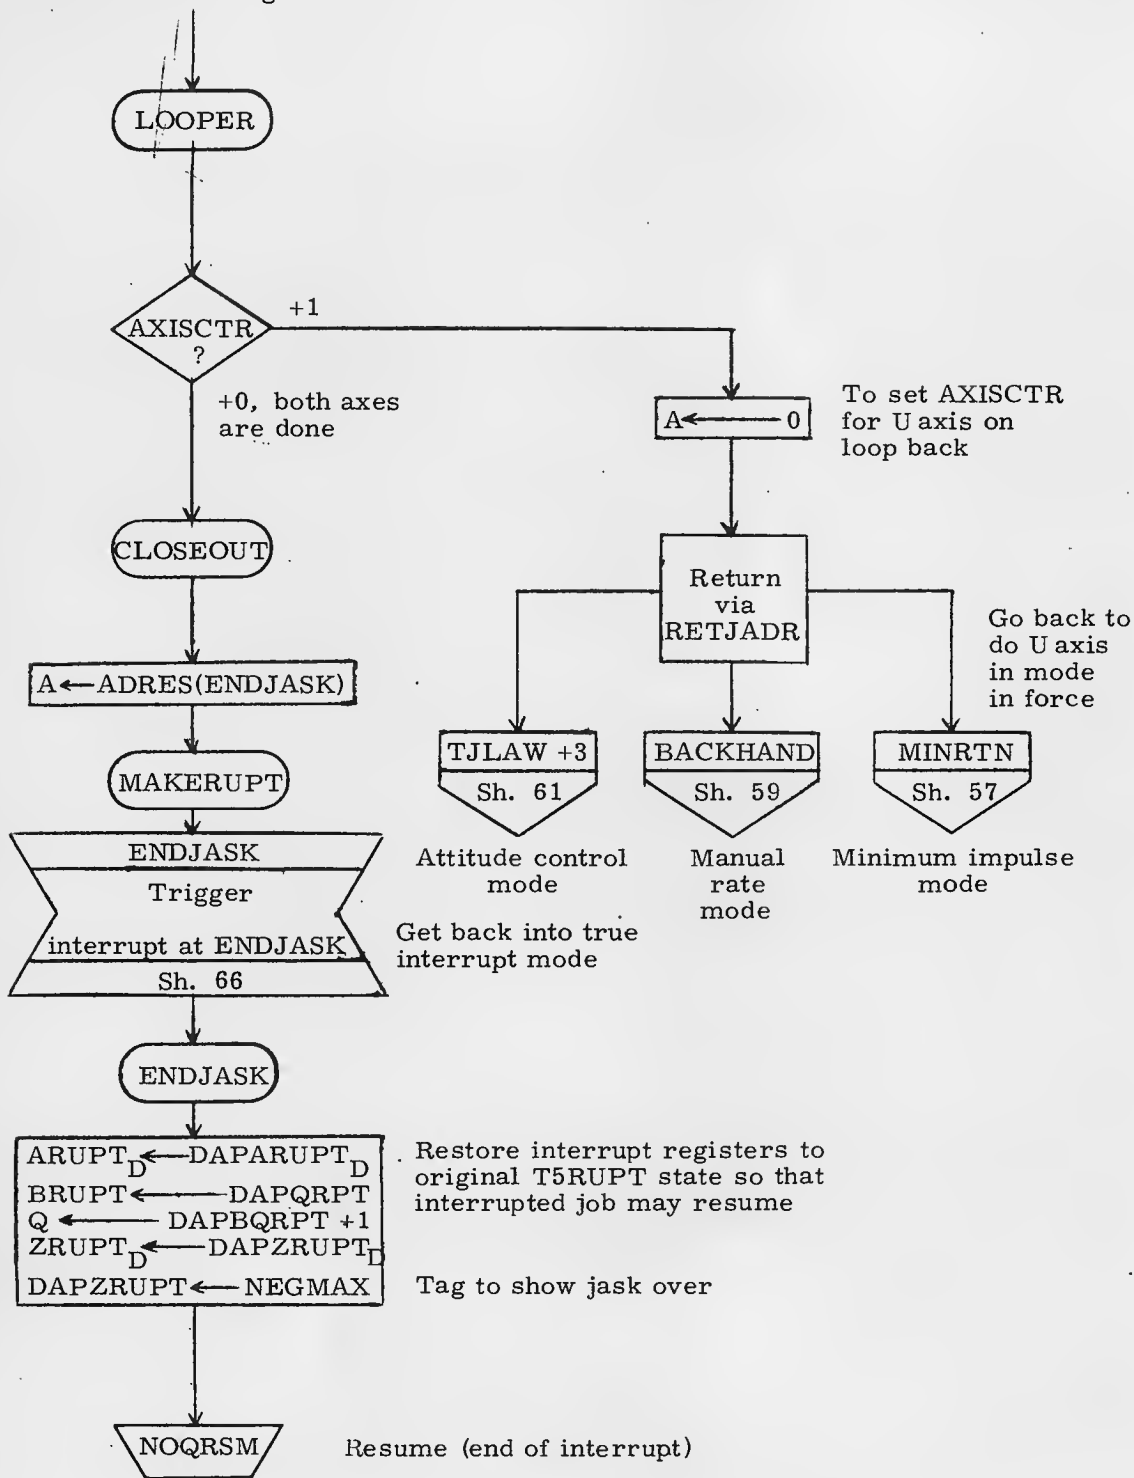 LOOPER
+1
AXISCTR
?
+0, both axes
are done
A ← 0
To set AXISCTR
for U axis on
loop back
CLOSEOUT
Return
via
RETJADR
Go back to
do U axis
in mode
in force
A ← ADRES(ENDJASK)
TJLAW +3
Sh. 61
BACKHAND
Sh. 59
MINRTN
Sh. 57
MAKERUPT
Attitude control
mode
Manual
rate
mode
Minimum impulse
mode
ENDJASK
Trigger
interrupt at ENDJASK
Sh. 66
Get back into true
interrupt mode
ENDJASK
ARUPTD ← DAPARUPTD
BRUPT ← DAPQRPT
Q ← DAPBQRPT +1
ZRUPTD ← DAPZRUPTD
DAPZRUPT ← NEGMAX
Restore interrupt registers to
original T5RUPT state so that
interrupted job may resume
Tag to show jask over
NOQRSM
Resume (end of interrupt)